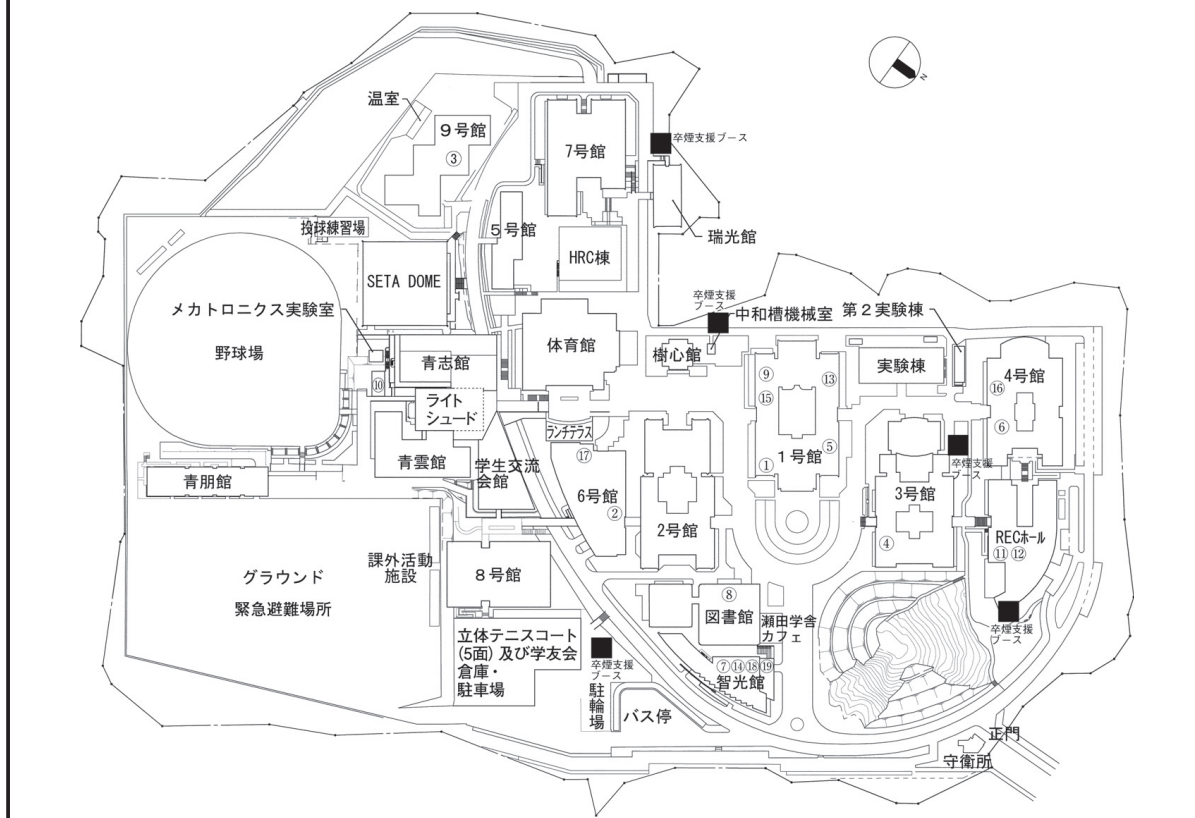 N
温室
9号館
③
7号館
卒煙支援ブース
瑞光館
投球練習場
5号館
HRC棟
SETA DOME
メカトロニクス実験室
野球場
⑩
青志館
体育館
ライト
シュード
ランチテラス
樹心館
卒煙支援
ブース
中和槽機械室
第2実験棟
実験棟
4号館
⑯
⑥
⑨
⑬
⑮
⑤
①
1号館
卒煙支援
ブース
3号館
④
RECホール
⑪⑫
卒煙支援
ブース
青朋館
青雲館
学生交流
会館
⑰
6号館
②
2号館
グラウンド
緊急避難場所
課外活動
施設
8号館
立体テニスコート
(5面)及び学友会
倉庫・
駐車場
卒煙支援
ブース
駐輪場
バス停
⑧
図書館
瀬田学舎
カフェ
⑦⑭⑱⑲
智光館
正門
守衛所